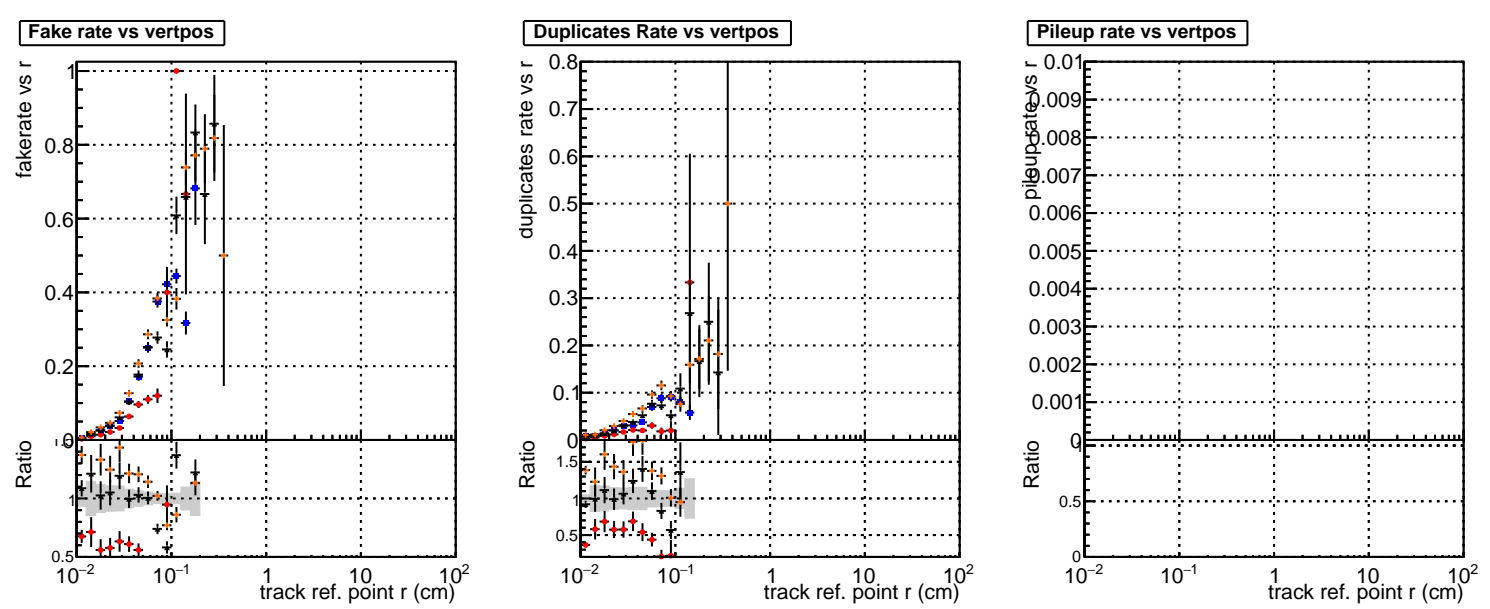 Fake rate vs vertpos
fakerate vs r
1
0.8
0.6
0.4
0.2
0
Ratio
1
0.5
10⁻² 10⁻¹ 1 10 10²
track ref. point r (cm)
Duplicates Rate vs vertpos
duplicates rate vs r
0.8
0.7
0.6
0.5
0.4
0.3
0.2
0.1
0
Ratio
1.5
1
0.5
10⁻² 10⁻¹ 1 10 10²
track ref. point r (cm)
Pileup rate vs vertpos
pileup rate vs r
0.01
0.009
0.008
0.007
0.006
0.005
0.004
0.003
0.002
0.001
0
Ratio
1
0.5
0
10⁻² 10⁻¹ 1 10 10²
track ref. point r (cm)